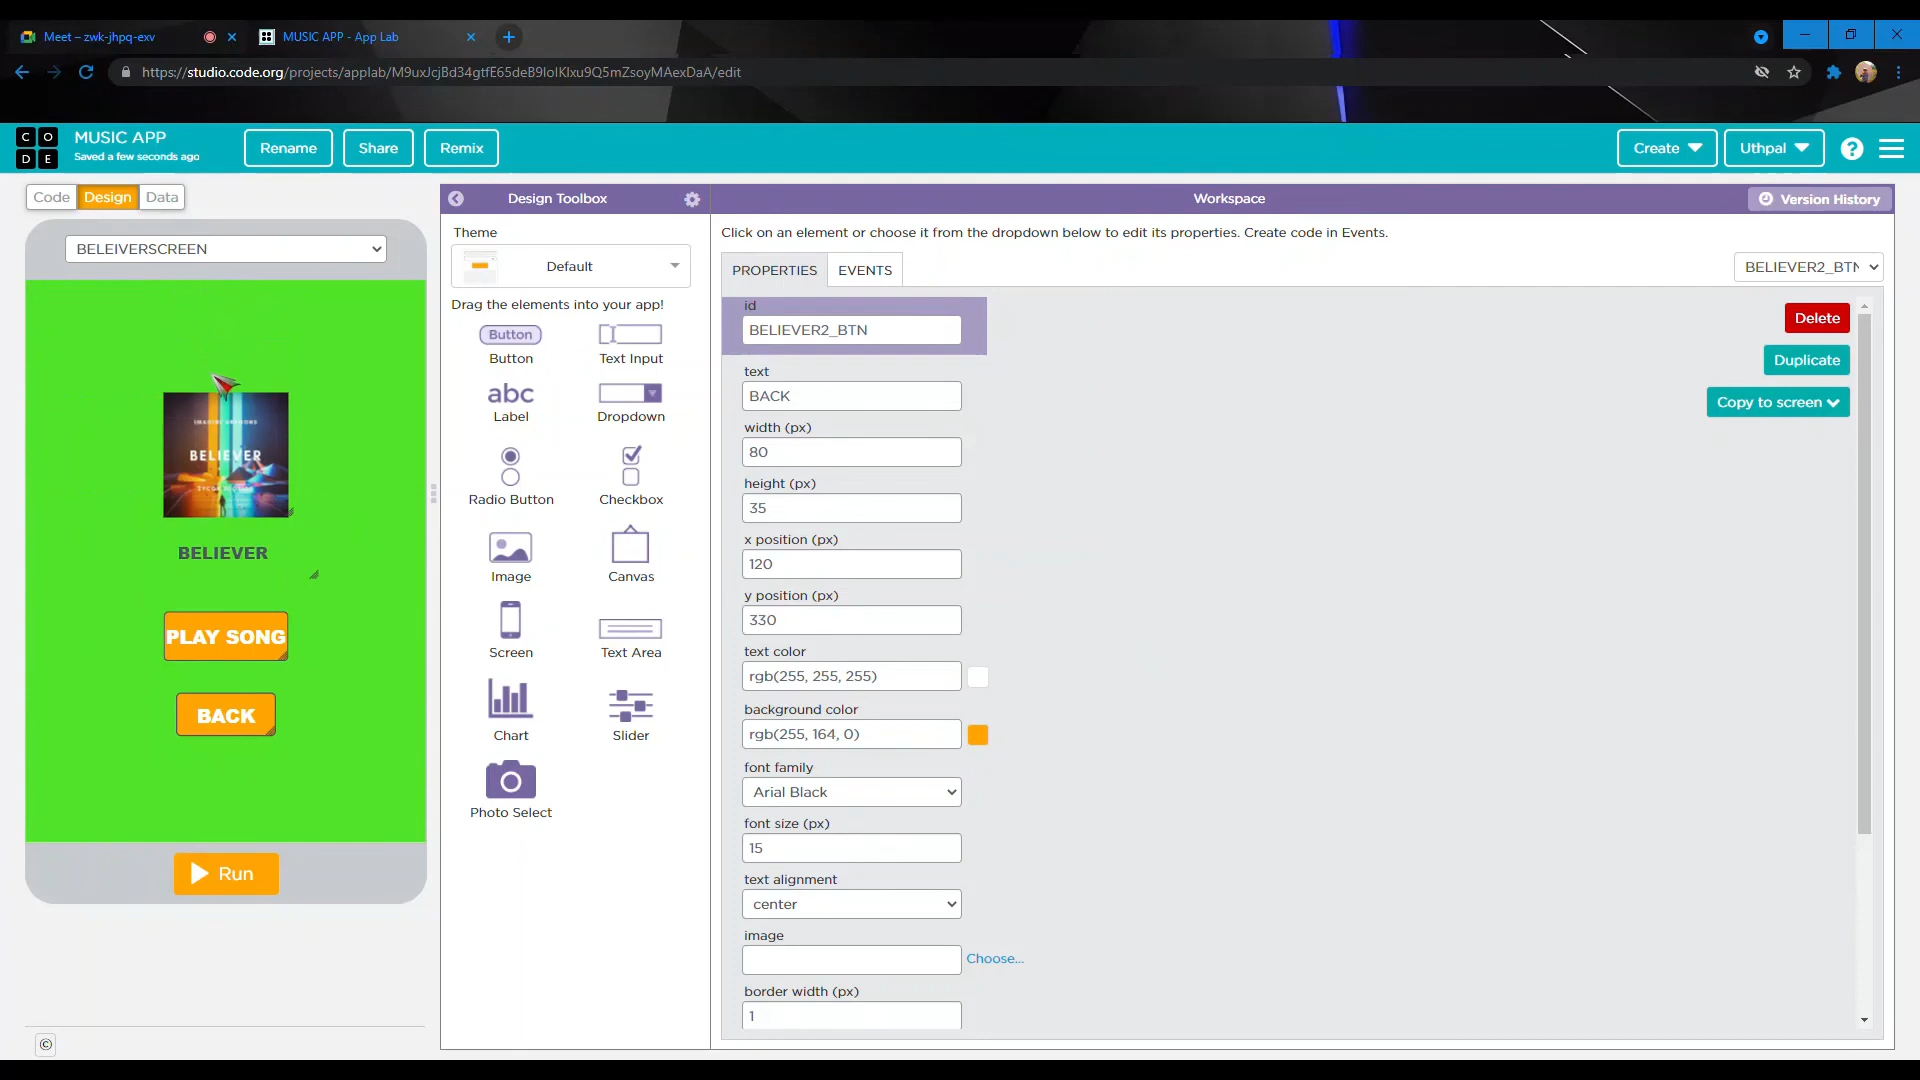 Meet – zwk-jhpq-exv
MUSIC APP - App Lab
https://studio.code.org/projects/applab/M9uxJcjBd34gtfE65deB9IoIKlxu9Q5mZsoyMAexDaA/edit
C O
D E
MUSIC APP
Saved a few seconds ago
Rename
Share
Remix
Create
Uthpal
?
Code
Design
Data
Design Toolbox
Workspace
Version History
BELEIVERSCREEN
Theme
Default
Drag the elements into your app!
Button
Button
Text Input
abc
Label
Dropdown
Radio Button
Checkbox
Image
Canvas
Screen
Text Area
Chart
Slider
Photo Select
Click on an element or choose it from the dropdown below to edit its properties. Create code in Events.
PROPERTIES
EVENTS
BELIEVER2_BTN
id
BELIEVER2_BTN
text
BACK
width (px)
80
height (px)
35
x position (px)
120
y position (px)
330
text color
rgb(255, 255, 255)
background color
rgb(255, 164, 0)
font family
Arial Black
font size (px)
15
text alignment
center
image
Choose...
border width (px)
1
Delete
Duplicate
Copy to screen
BELIEVER
BELIEVER
PLAY SONG
BACK
Run
©